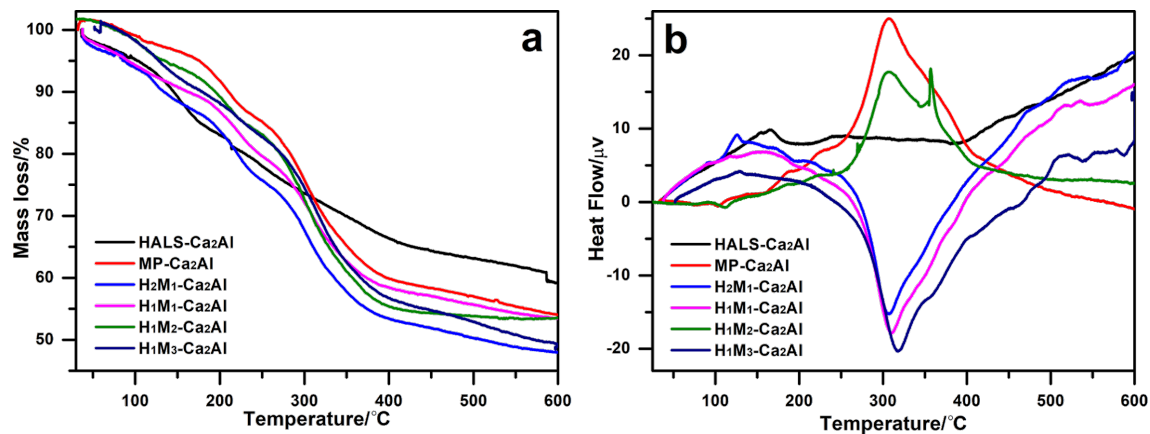 a
100
90
80
70
60
50
Mass loss/%
HALS-Ca2Al
MP-Ca2Al
H2M1-Ca2Al
H1M1-Ca2Al
H1M2-Ca2Al
H1M3-Ca2Al
100 200 300 400 500 600
Temperature/°C
b
20
10
0
-10
-20
Heat Flow/μv
HALS-Ca2Al
MP-Ca2Al
H2M1-Ca2Al
H1M1-Ca2Al
H1M2-Ca2Al
H1M3-Ca2Al
100 200 300 400 500 600
Temperature/°C